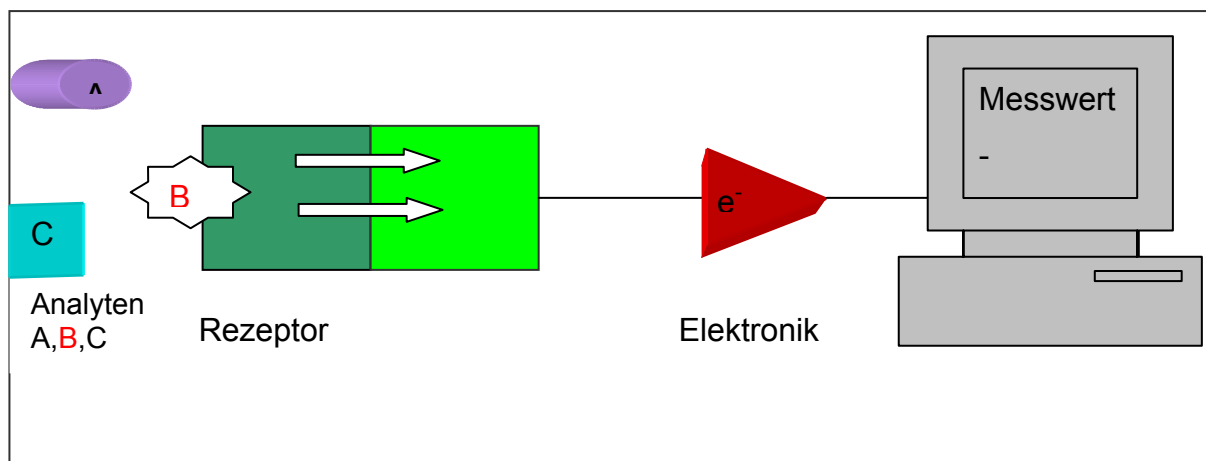 Messwert
-
B
e-
C
Analyten
A,B,C
Rezeptor
Elektronik